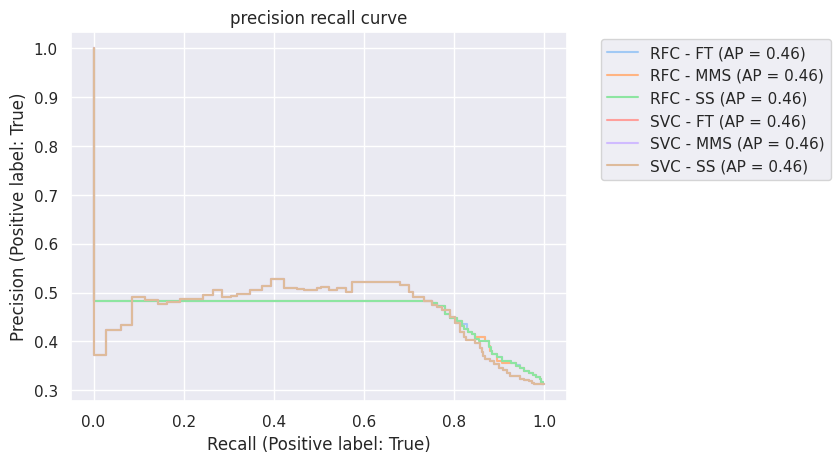 precision recall curve
1.0
0.9
0.8
0.7
0.6
0.5
0.4
0.3
Precision (Positive label: True)
0.0 0.2 0.4 0.6 0.8 1.0
Recall (Positive label: True)
RFC - FT (AP = 0.46)
RFC - MMS (AP = 0.46)
RFC - SS (AP = 0.46)
SVC - FT (AP = 0.46)
SVC - MMS (AP = 0.46)
SVC - SS (AP = 0.46)